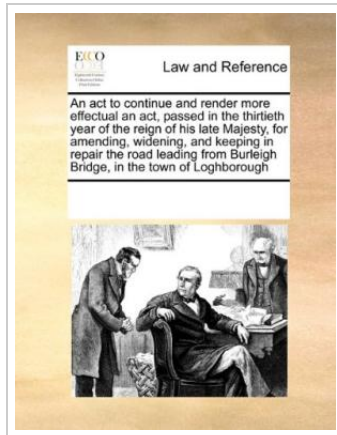 ECCO
Law and Reference
An act to continue and render more
effectual an act, passed in the thirtieth
year of the reign of his late Majesty, for
amending, widening, and keeping in
repair the road leading from Burleigh
Bridge, in the town of Loghborough